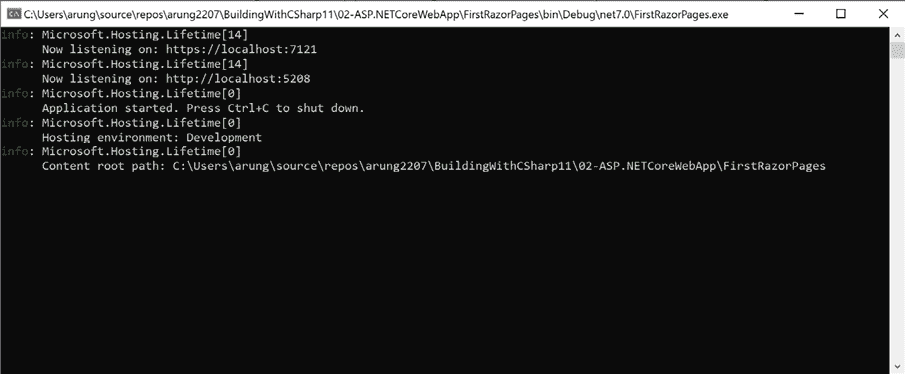 C:\Users\arung\source\repos\arung2207\BuildingWithCSharp11\02-ASP.NETCoreWebApp\FirstRazorPages\bin\Debug\net7.0\FirstRazorPages.exe
info: Microsoft.Hosting.Lifetime[14]
Now listening on: https://localhost:7121
info: Microsoft.Hosting.Lifetime[14]
Now listening on: http://localhost:5208
info: Microsoft.Hosting.Lifetime[0]
Application started. Press Ctrl+C to shut down.
info: Microsoft.Hosting.Lifetime[0]
Hosting environment: Development
info: Microsoft.Hosting.Lifetime[0]
Content root path: C:\Users\arung\source\repos\arung2207\BuildingWithCSharp11\02-ASP.NETCoreWebApp\FirstRazorPages